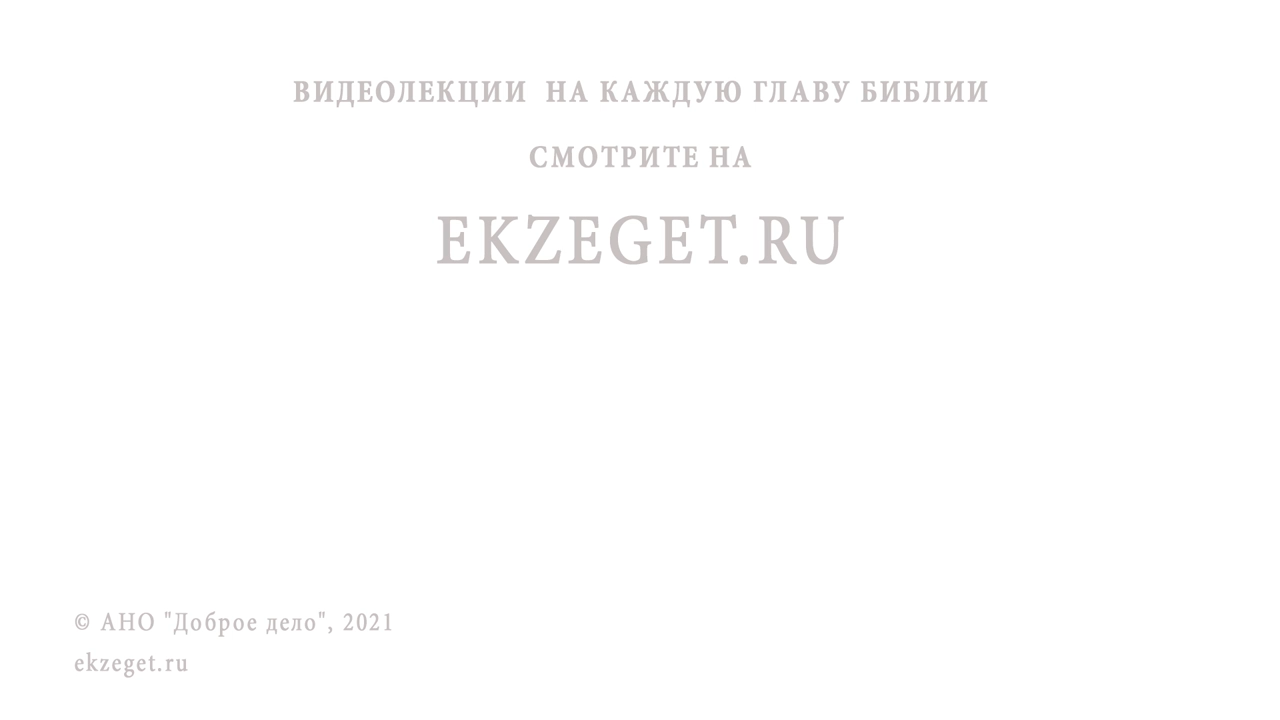 ВИДЕОЛЕКЦИИ НА КАЖДУЮ ГЛАВУ БИБЛИИ
СМОТРИТЕ НА
EKZEGET.RU
© АНО "Доброе дело", 2021
ekzeget.ru